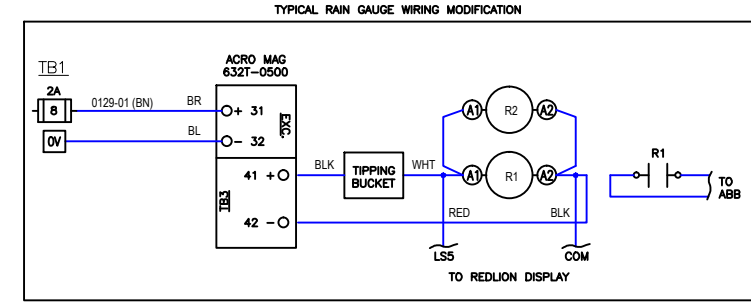 TYPICAL RAIN GAUGE WIRING MODIFICATION
TB1
ACRO MAG
632T-0500
2A
8
0129-01 (BN)
BR
+ 31
EXC.
0V
BL
- 32
TB3
41 +
BLK
TIPPING
BUCKET
WHT
A1
R2
A2
A1
R1
A2
R1
TO
ABB
42 -
RED
BLK
LS5
COM
TO REDLION DISPLAY